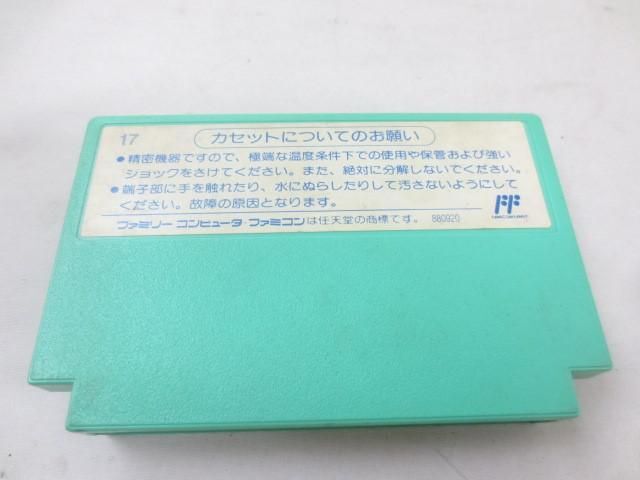 17
カセットについてのお願い
●精密機器ですので、極端な温度条件下での使用や保管および強い
ショックをさけてください。また、絶対に分解しないでください。
●端子部に手を触れたり、水にぬらしたりして汚さないようにして
ください。故障の原因となります。
ファミリー コンピュータ・ファミコンは任天堂の商標です。 880920
FF